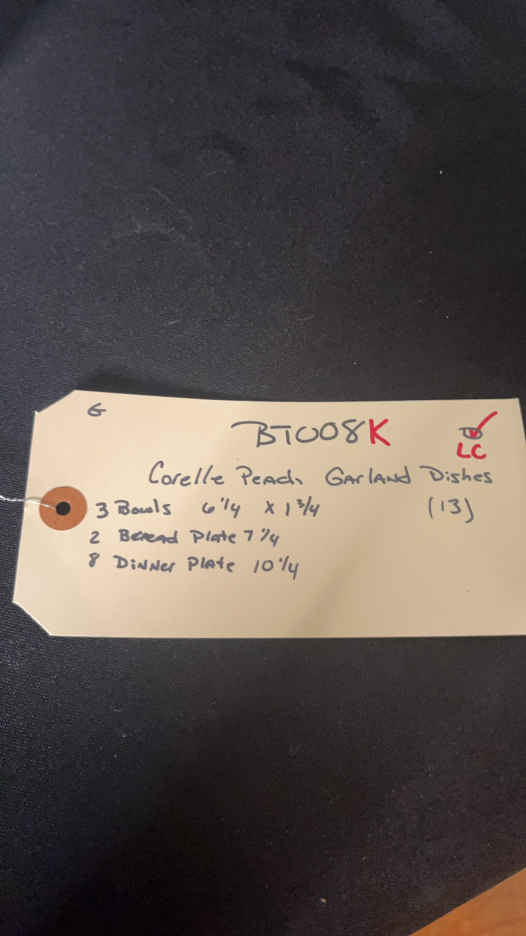 G
BT008K
LC
Corelle Peach Garland Dishes
3 Bowls 6 1/4 x 1 3/4 (13)
2 Beread Plate 7 1/4
8 Dinner Plate 10 1/4